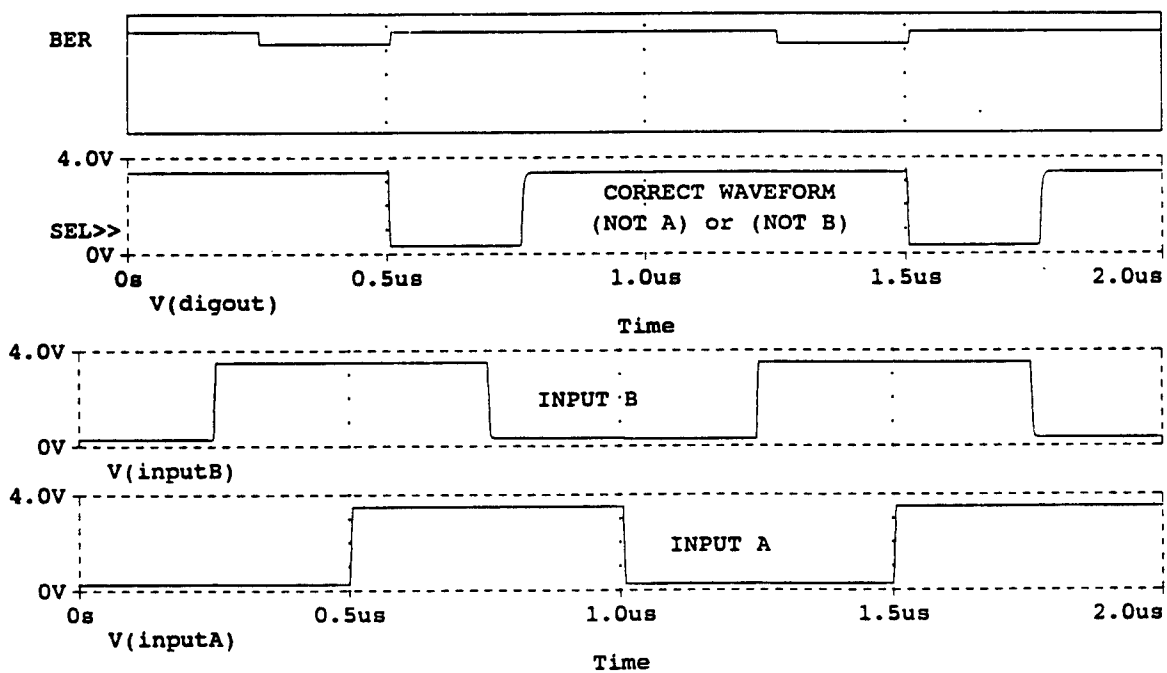 BER
4.0V
CORRECT WAVEFORM
(NOT A) or (NOT B)
SEL>>
0V
0s 0.5us 1.0us 1.5us 2.0us
V(digout)
Time
4.0V
INPUT B
0V
V(inputB)
4.0V
INPUT A
0V
0s 0.5us 1.0us 1.5us 2.0us
V(inputA)
Time